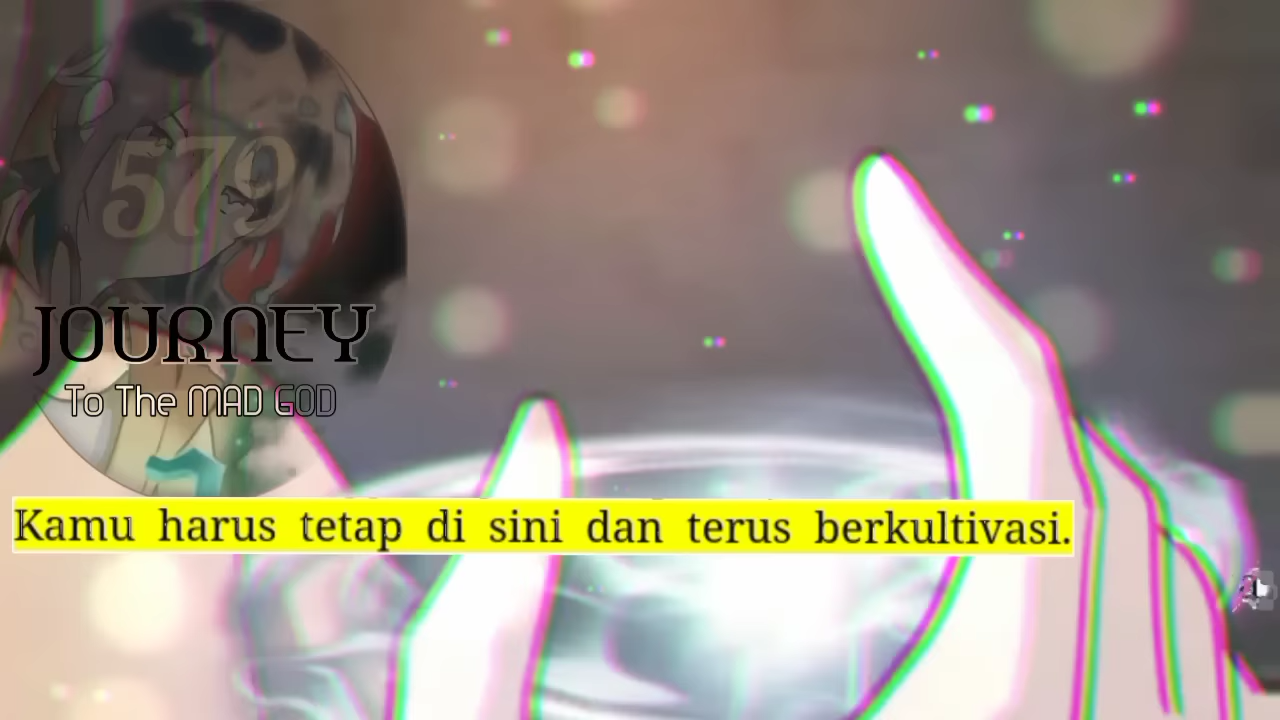 579
JOURNEY
To The MAD GOD
Kamu harus tetap di sini dan terus berkultivasi.